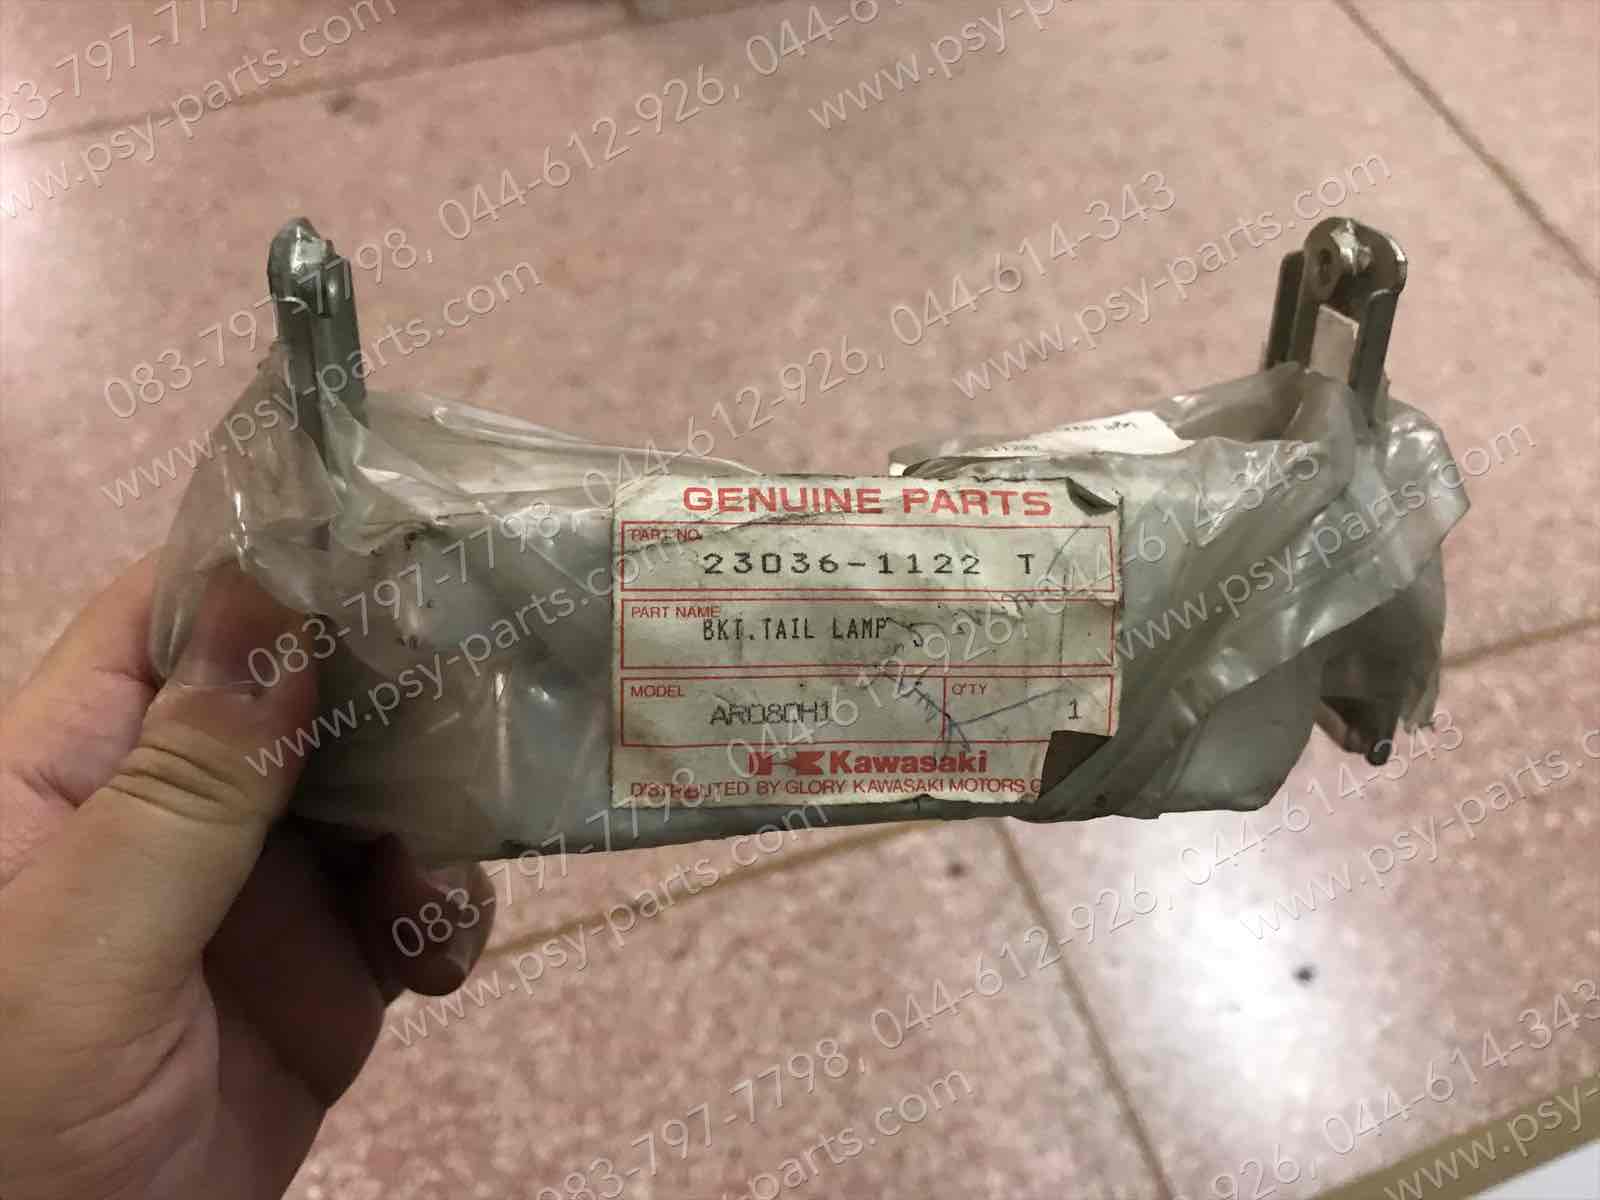 083-797-7798, 044-612-926, 044-614-343
www.psy-parts.com
GENUINE PARTS
PART NO.
23036-1122 T
PART NAME
BKT.TAIL LAMP
MODEL
AR080H1
Q'TY
1
Kawasaki
DISTRIBUTED BY GLORY KAWASAKI MOTORS